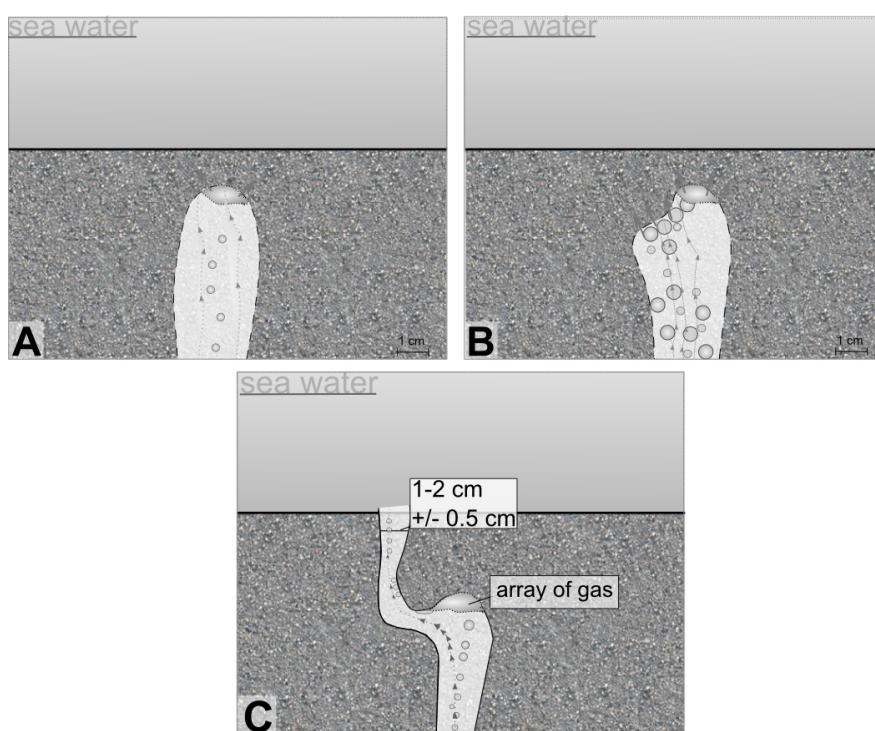 sea water
sea water
A
1 cm
B
1 cm
sea water
1-2 cm
+/- 0.5 cm
array of gas
C